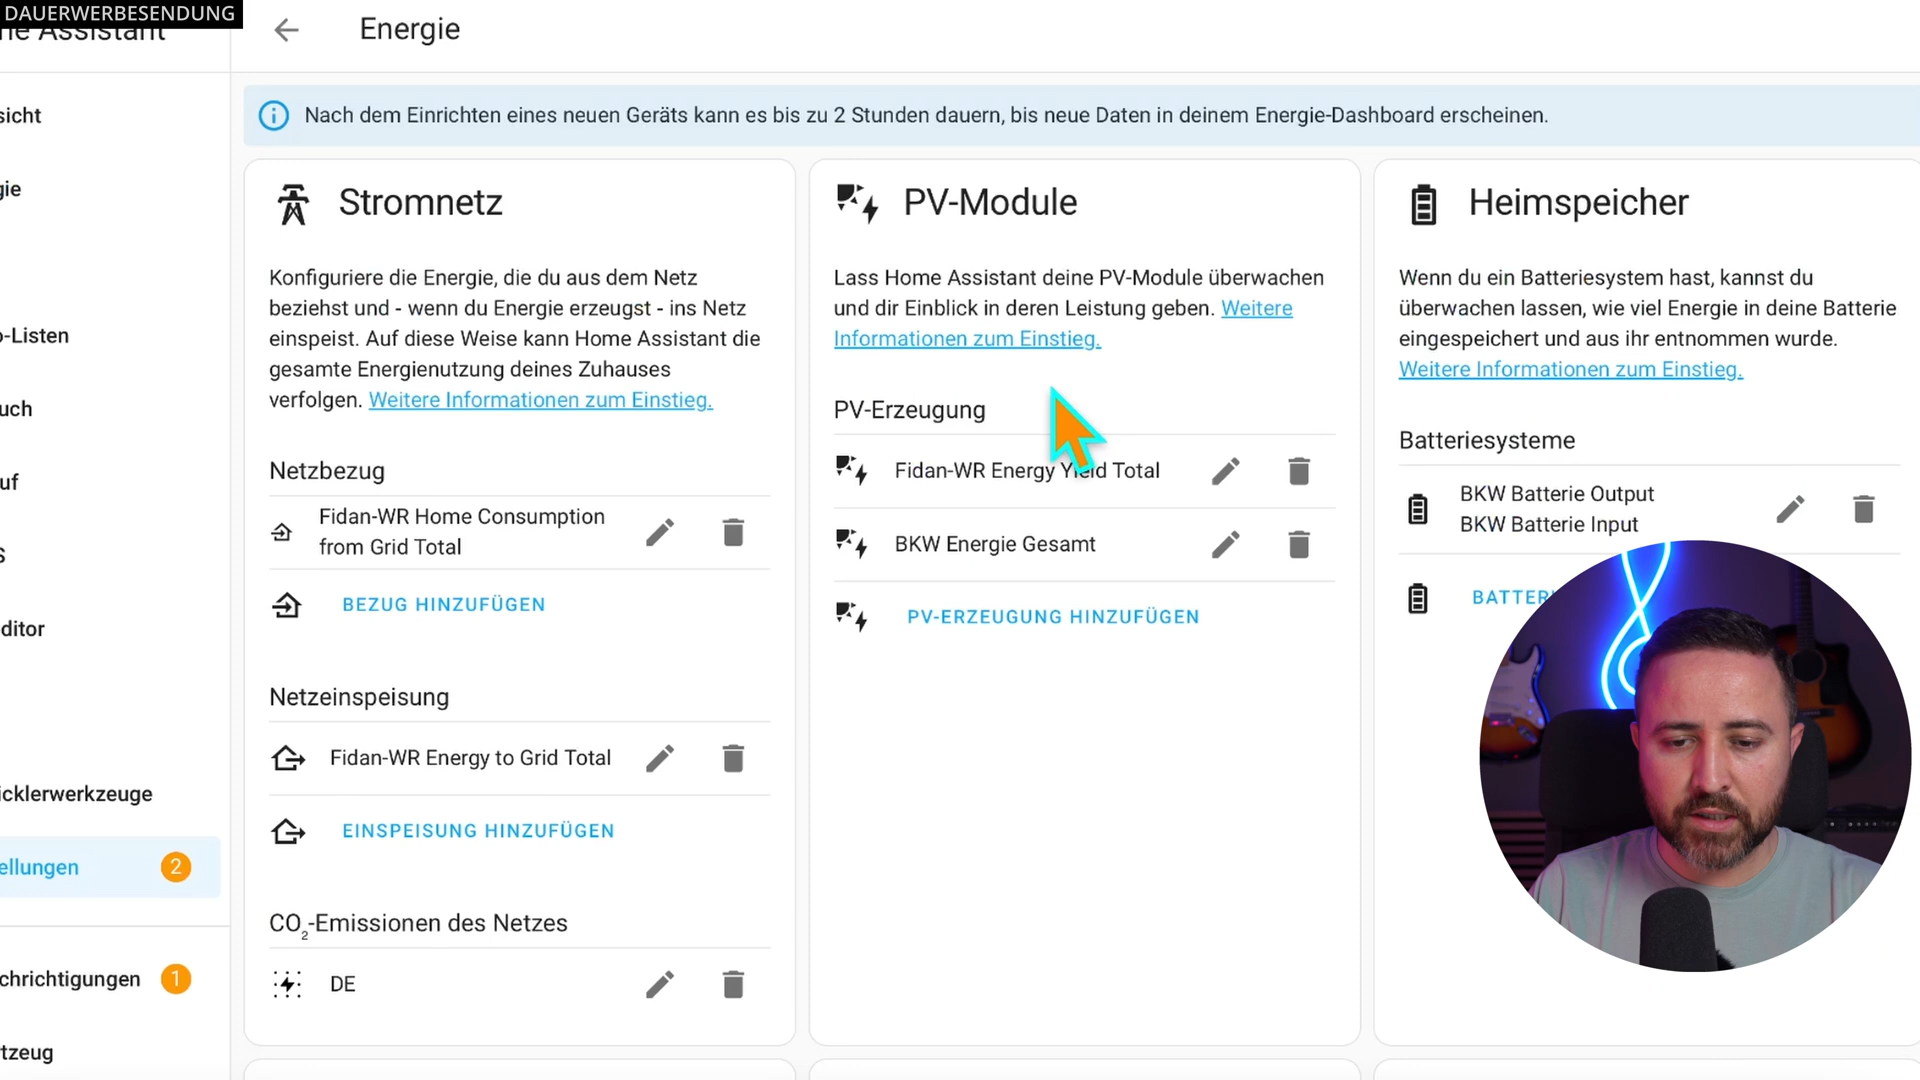 DAUERWERBESENDUNG
Assistant
Energie
sicht
gie
o-Listen
uch
uf
S
ditor
icklerwerkzeuge
ellungen
2
chrichtigungen
1
tzeug
Nach dem Einrichten eines neuen Geräts kann es bis zu 2 Stunden dauern, bis neue Daten in deinem Energie-Dashboard erscheinen.
Stromnetz
Konfiguriere die Energie, die du aus dem Netz
beziehst und - wenn du Energie erzeugst - ins Netz
einspeist. Auf diese Weise kann Home Assistant die
gesamte Energienutzung deines Zuhauses
verfolgen. Weitere Informationen zum Einstieg.
Netzbezug
Fidan-WR Home Consumption
from Grid Total
BEZUG HINZUFÜGEN
Netzeinspeisung
Fidan-WR Energy to Grid Total
EINSPEISUNG HINZUFÜGEN
CO2-Emissionen des Netzes
DE
PV-Module
Lass Home Assistant deine PV-Module überwachen
und dir Einblick in deren Leistung geben. Weitere
Informationen zum Einstieg.
PV-Erzeugung
Fidan-WR Energy Yield Total
BKW Energie Gesamt
PV-ERZEUGUNG HINZUFÜGEN
Heimspeicher
Wenn du ein Batteriesystem hast, kannst du
überwachen lassen, wie viel Energie in deine Batterie
eingespeichert und aus ihr entnommen wurde.
Weitere Informationen zum Einstieg.
Batteriesysteme
BKW Batterie Output
BKW Batterie Input
BATTER